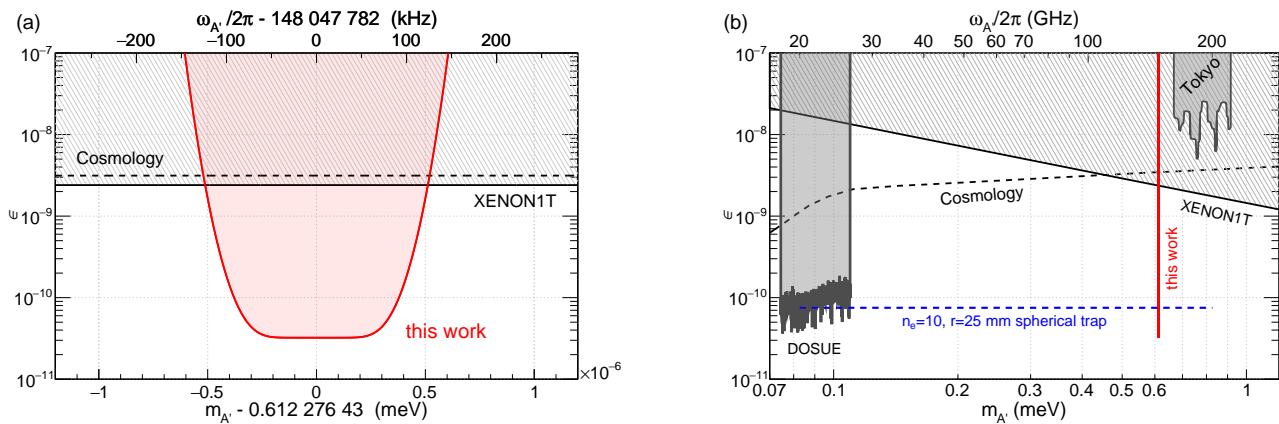 (a)
ω_A'/2π - 148 047 782 (kHz)
−200 −100 0 100 200
10^−7
10^−8
10^−9
10^−10
10^−11
ϵ
Cosmology
XENON1T
this work
−1 −0.5 0 0.5 1
×10^−6
m_A' - 0.612 276 43 (meV)
(b)
ω_A'/2π (GHz)
20 30 40 50 60 70 100 200
10^−7
10^−8
10^−9
10^−10
10^−11
ϵ
Tokyo
Cosmology
XENON1T
this work
n_e=10, r=25 mm spherical trap
DOSUE
0.07 0.1 0.2 0.3 0.4 0.5 0.6 1
m_A' (meV)